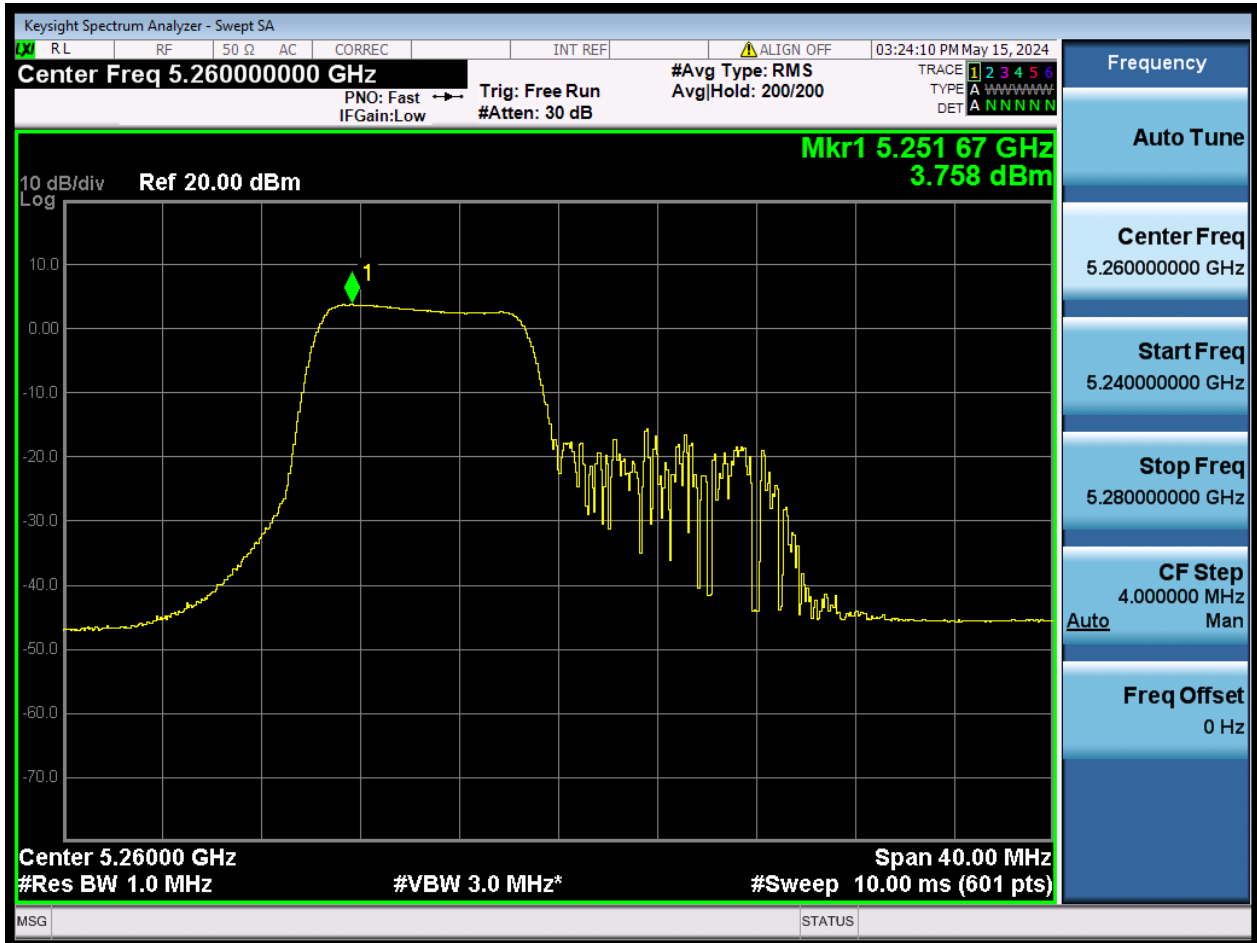 Keysight Spectrum Analyzer - Swept SA
LXI RL RF 50 Ω AC CORREC INT REF ALIGN OFF 03:24:10 PM May 15, 2024
Center Freq 5.260000000 GHz
PNO: Fast
IFGain:Low
Trig: Free Run
#Atten: 30 dB
#Avg Type: RMS
Avg|Hold: 200/200
TRACE 1 2 3 4 5 6
TYPE A WWWWWW
DET A N N N N N
Mkr1 5.251 67 GHz
3.758 dBm
10 dB/div Ref 20.00 dBm
Log
10.0
1
0.00
-10.0
-20.0
-30.0
-40.0
-50.0
-60.0
-70.0
Center 5.26000 GHz Span 40.00 MHz
#Res BW 1.0 MHz #VBW 3.0 MHz* #Sweep 10.00 ms (601 pts)
MSG STATUS
Frequency
Auto Tune
Center Freq
5.260000000 GHz
Start Freq
5.240000000 GHz
Stop Freq
5.280000000 GHz
CF Step
4.000000 MHz
Auto Man
Freq Offset
0 Hz